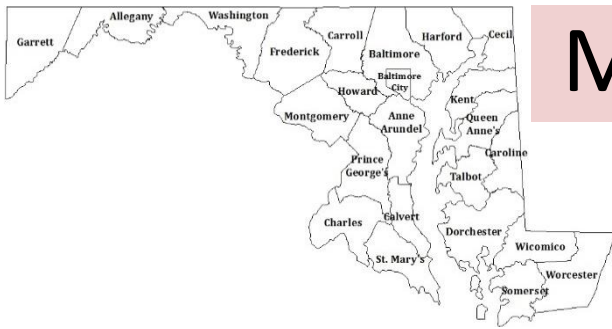 Garrett
Allegany
Washington
Frederick
Carroll
Baltimore
Harford
Cecil
Baltimore
City
Howard
Montgomery
Anne
Arundel
Kent
Queen
Anne's
Caroline
Talbot
Prince
George's
Charles
Calvert
St. Mary's
Dorchester
Wicomico
Worcester
Somerset
M